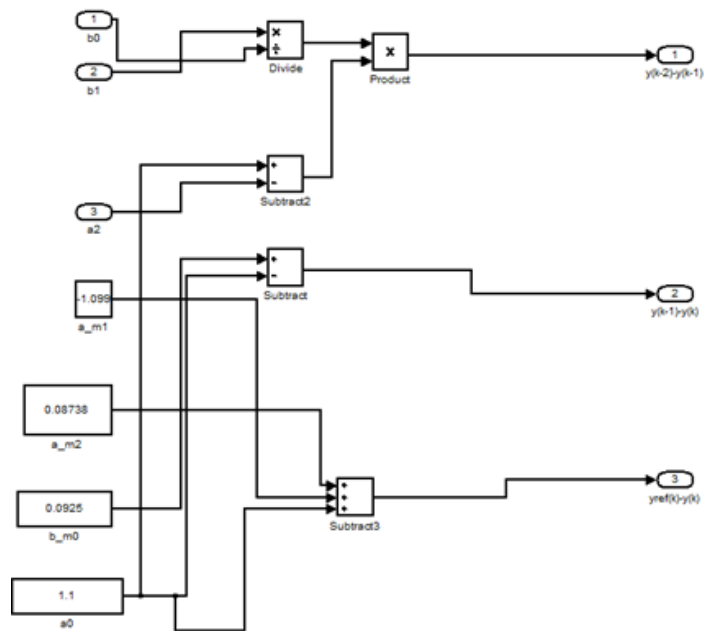 1
b0
2
b1
×
÷
Divide
×
Product
1
y(k-2)-y(k-1)
3
a2
+
-
Subtract2
+
-
Subtract
2
y(k-1)-y(k)
-1.099
a_m1
0.08738
a_m2
0.0925
b_m0
+
+
+
Subtract3
3
yref(k)-y(k)
1.1
a0